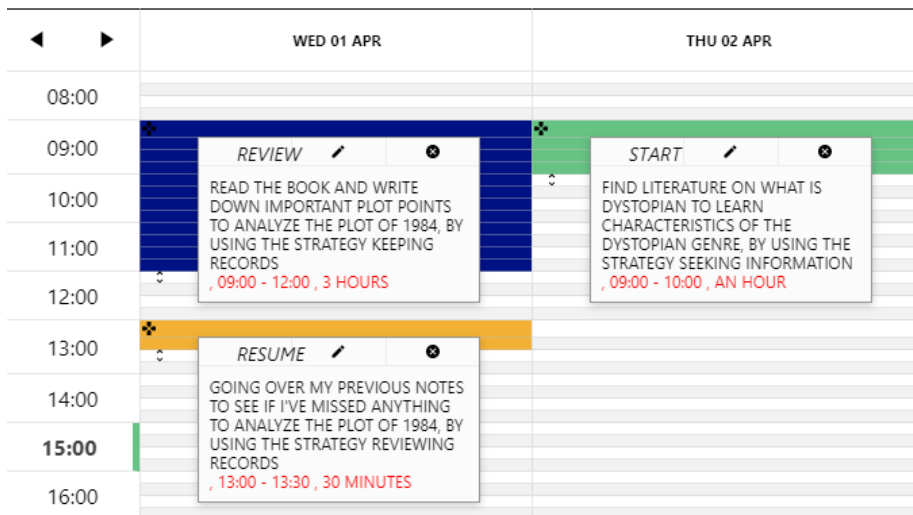 WED 01 APR
THU 02 APR
08:00
09:00
10:00
11:00
12:00
13:00
14:00
15:00
16:00
REVIEW
READ THE BOOK AND WRITE
DOWN IMPORTANT PLOT POINTS
TO ANALYZE THE PLOT OF 1984, BY
USING THE STRATEGY KEEPING
RECORDS
, 09:00 - 12:00 , 3 HOURS
RESUME
GOING OVER MY PREVIOUS NOTES
TO SEE IF I'VE MISSED ANYTHING
TO ANALYZE THE PLOT OF 1984, BY
USING THE STRATEGY REVIEWING
RECORDS
, 13:00 - 13:30 , 30 MINUTES
START
FIND LITERATURE ON WHAT IS
DYSTOPIAN TO LEARN
CHARACTERISTICS OF THE
DYSTOPIAN GENRE, BY USING THE
STRATEGY SEEKING INFORMATION
, 09:00 - 10:00 , AN HOUR